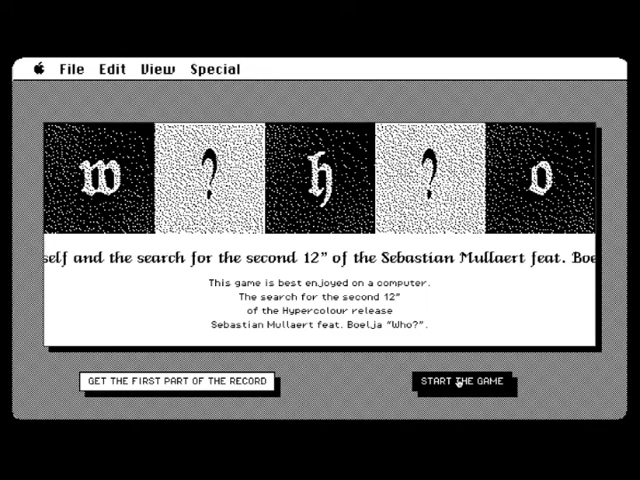 File Edit View Special
w ? h ? o
self and the search for the second 12” of the Sebastian Mullaert feat. Boe
This game is best enjoyed on a computer.
The search for the second 12"
of the Hypercolour release
Sebastian Mullaert feat. Boelja "Who?".
GET THE FIRST PART OF THE RECORD
START THE GAME